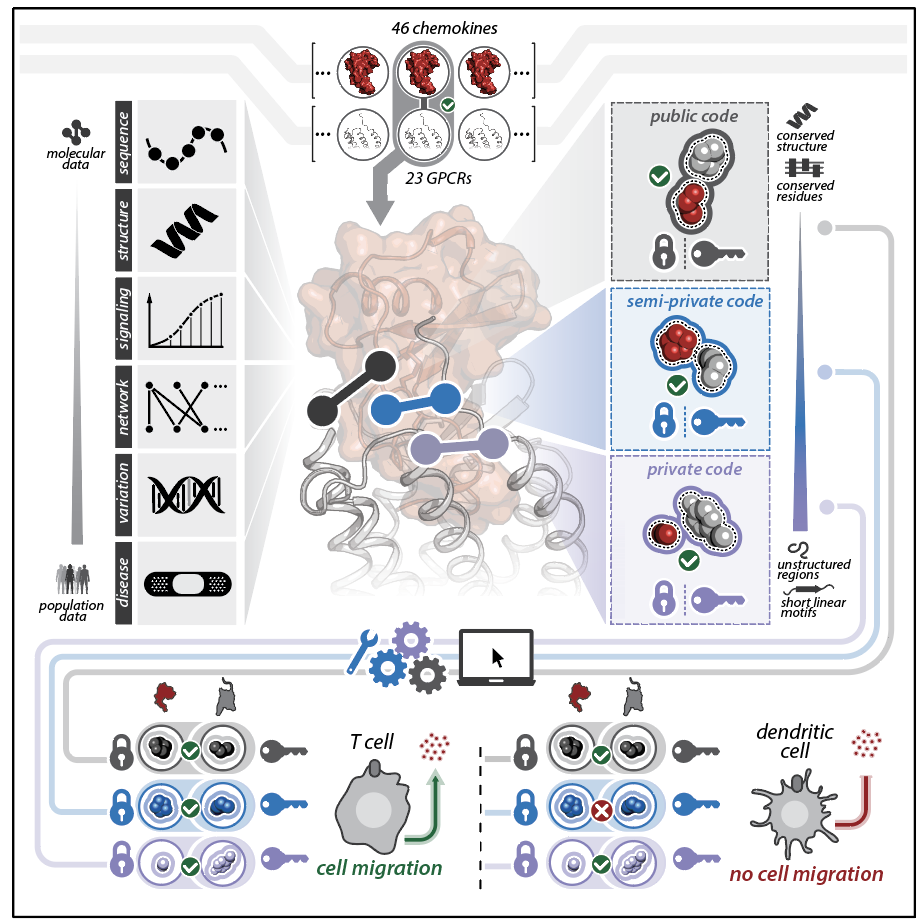 46 chemokines
...
...
...
...
23 GPCRs
molecular
data
population
data
sequence
structure
signaling
network
...
...
variation
disease
public code
semi-private code
private code
conserved
structure
conserved
residues
unstructured
regions
short linear
motifs
T cell
cell migration
dendritic
cell
no cell migration